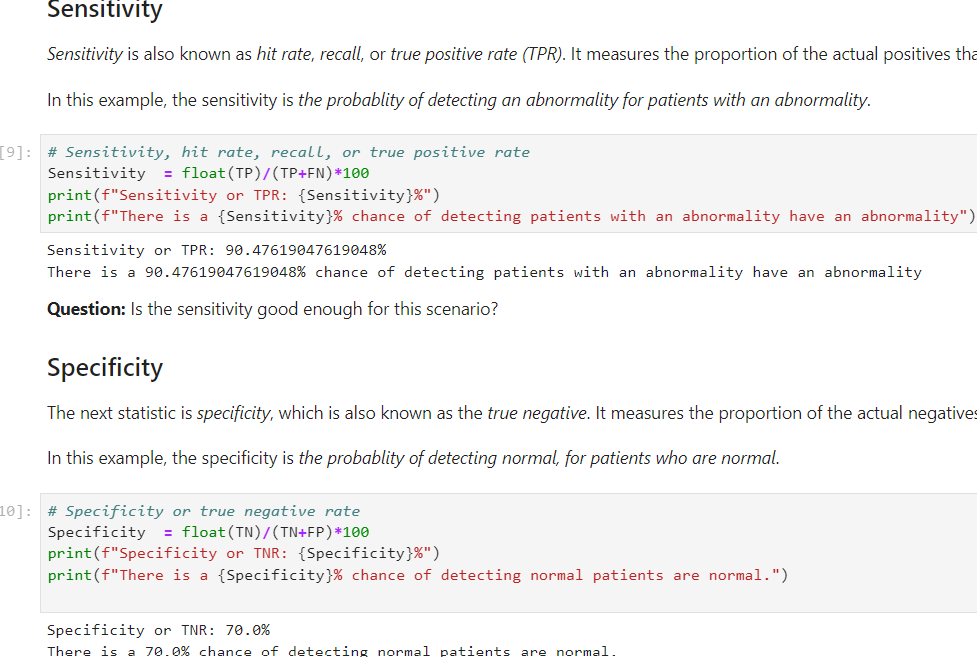 Sensitivity
Sensitivity is also known as hit rate, recall, or true positive rate (TPR). It measures the proportion of the actual positives tha
In this example, the sensitivity is the probablity of detecting an abnormality for patients with an abnormality.
[9]:
# Sensitivity, hit rate, recall, or true positive rate
Sensitivity  = float(TP)/(TP+FN)*100
print(f"Sensitivity or TPR: {Sensitivity}%")
print(f"There is a {Sensitivity}% chance of detecting patients with an abnormality have an abnormality")
Sensitivity or TPR: 90.47619047619048%
There is a 90.47619047619048% chance of detecting patients with an abnormality have an abnormality
Question: Is the sensitivity good enough for this scenario?
Specificity
The next statistic is specificity, which is also known as the true negative. It measures the proportion of the actual negatives
In this example, the specificity is the probablity of detecting normal, for patients who are normal.
10]:
# Specificity or true negative rate
Specificity  = float(TN)/(TN+FP)*100
print(f"Specificity or TNR: {Specificity}%")
print(f"There is a {Specificity}% chance of detecting normal patients are normal.")
Specificity or TNR: 70.0%
There is a 70.0% chance of detecting normal patients are normal.